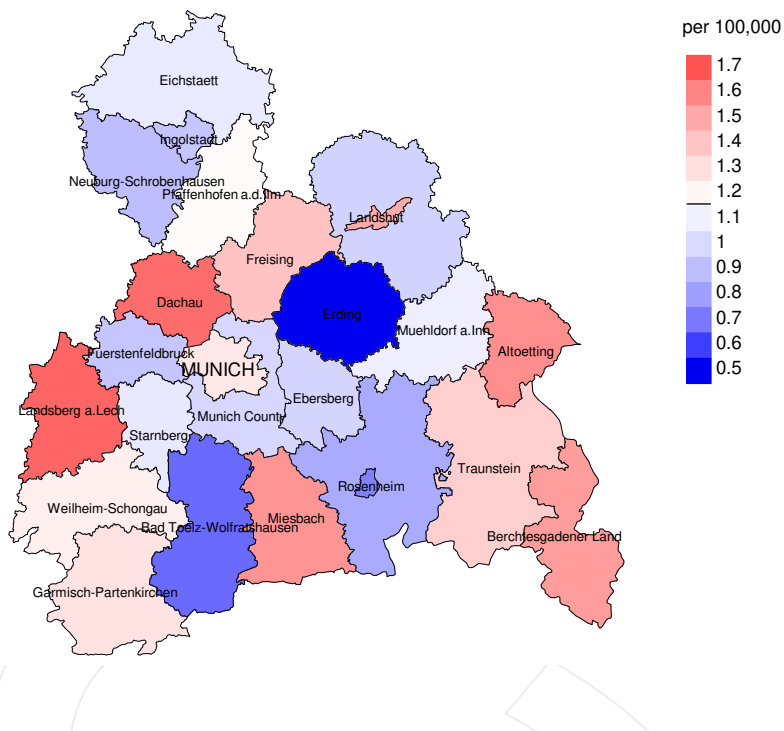 per 100,000
1.7
1.6
1.5
1.4
1.3
1.2
1.1
1
0.9
0.8
0.7
0.6
0.5
Eichstaett
Ingolstadt
Neuburg-Schrobenhausen
Pfaffenhofen a.d.Ilm
Landshut
Freising
Dachau
Erding
Muehldorf a.Inn
Altoetting
Fuerstenfeldbruck
MUNICH
Landsberg a.Lech
Ebersberg
Munich County
Starnberg
Traunstein
Rosenheim
Weilheim-Schongau
Miesbach
Bad Toelz-Wolfratshausen
Berchtesgadener Land
Garmisch-Partenkirchen